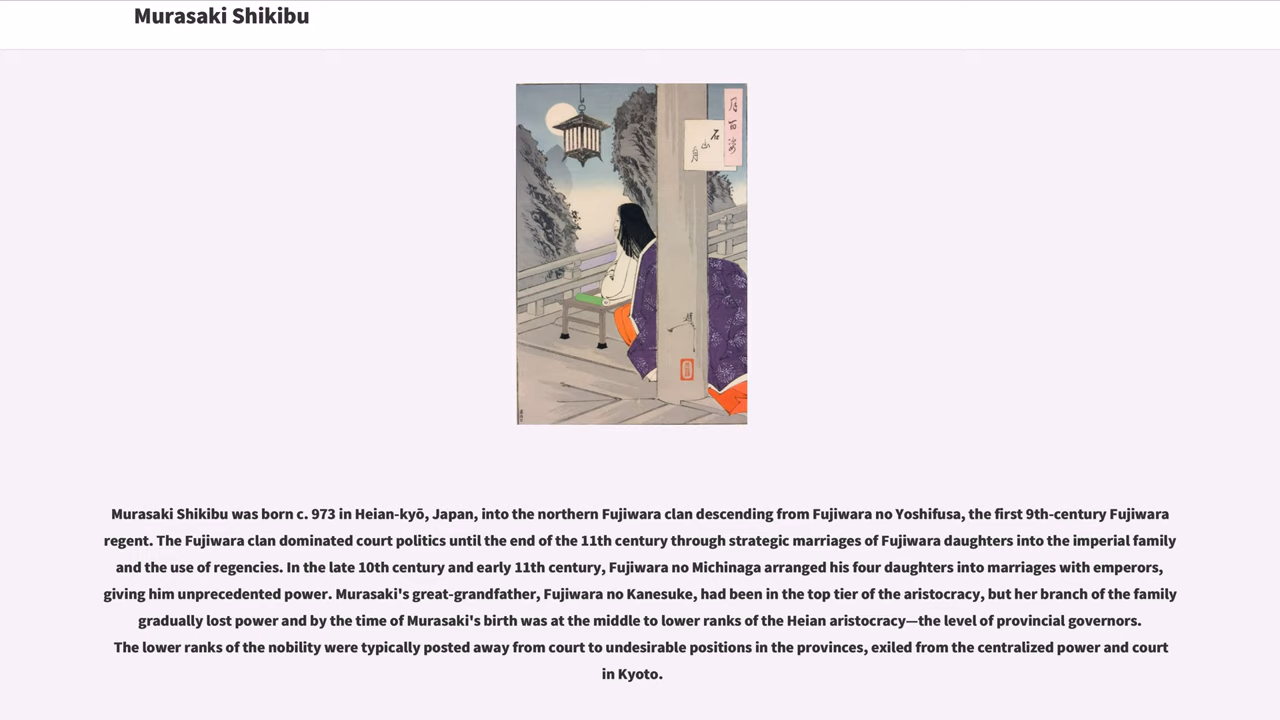 Murasaki Shikibu
月百姿
石山月
Murasaki Shikibu was born c. 973 in Heian-kyō, Japan, into the northern Fujiwara clan descending from Fujiwara no Yoshifusa, the first 9th-century Fujiwara
regent. The Fujiwara clan dominated court politics until the end of the 11th century through strategic marriages of Fujiwara daughters into the imperial family
and the use of regencies. In the late 10th century and early 11th century, Fujiwara no Michinaga arranged his four daughters into marriages with emperors,
giving him unprecedented power. Murasaki's great-grandfather, Fujiwara no Kanesuke, had been in the top tier of the aristocracy, but her branch of the family
gradually lost power and by the time of Murasaki's birth was at the middle to lower ranks of the Heian aristocracy—the level of provincial governors.
The lower ranks of the nobility were typically posted away from court to undesirable positions in the provinces, exiled from the centralized power and court
in Kyoto.